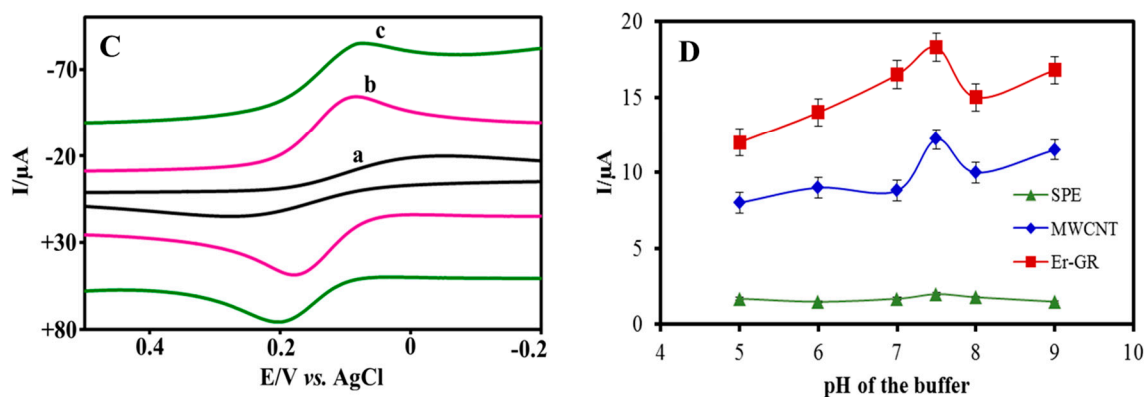 C
c
b
a
-70
-20
+30
+80
I/µA
0.4
0.2
0
-0.2
E/V vs. AgCl
D
20
15
10
5
0
I/µA
SPE
MWCNT
Er-GR
4
5
6
7
8
9
10
pH of the buffer